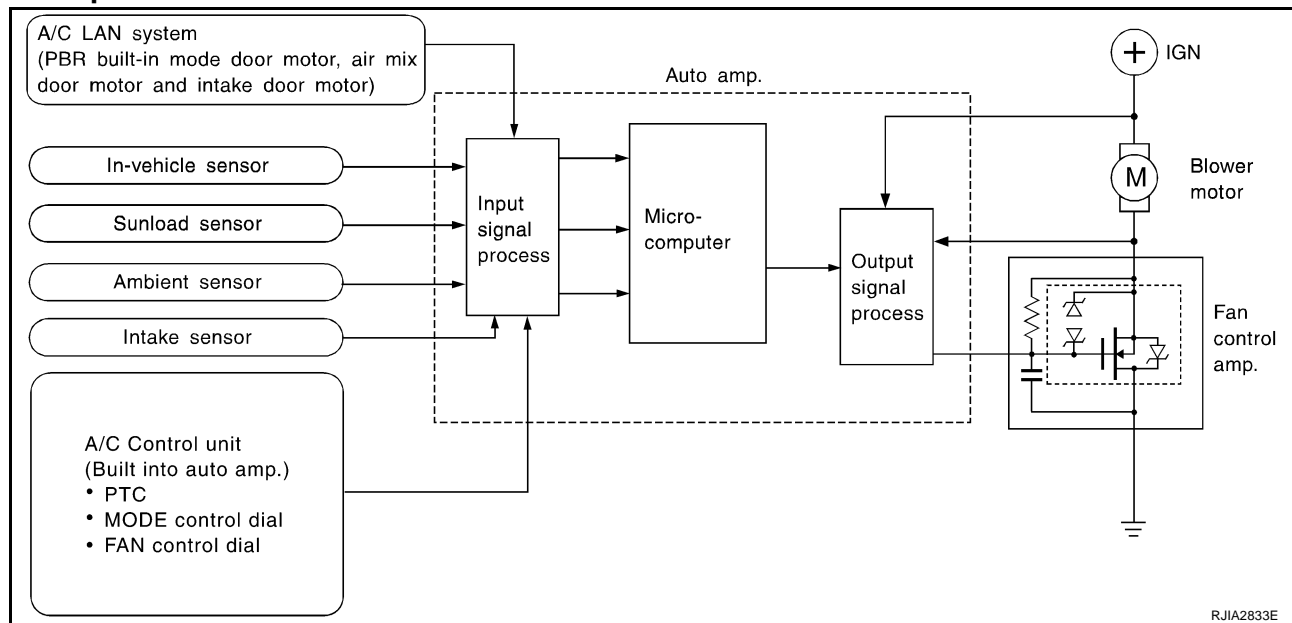 A/C LAN system
(PBR built-in mode door motor, air mix
door motor and intake door motor)
Auto amp.
+
IGN
In-vehicle sensor
Sunload sensor
Ambient sensor
Intake sensor
Input
signal
process
Micro-
computer
Output
signal
process
M
Blower
motor
Fan
control
amp.
A/C Control unit
(Built into auto amp.)
• PTC
• MODE control dial
• FAN control dial
RJIA2833E